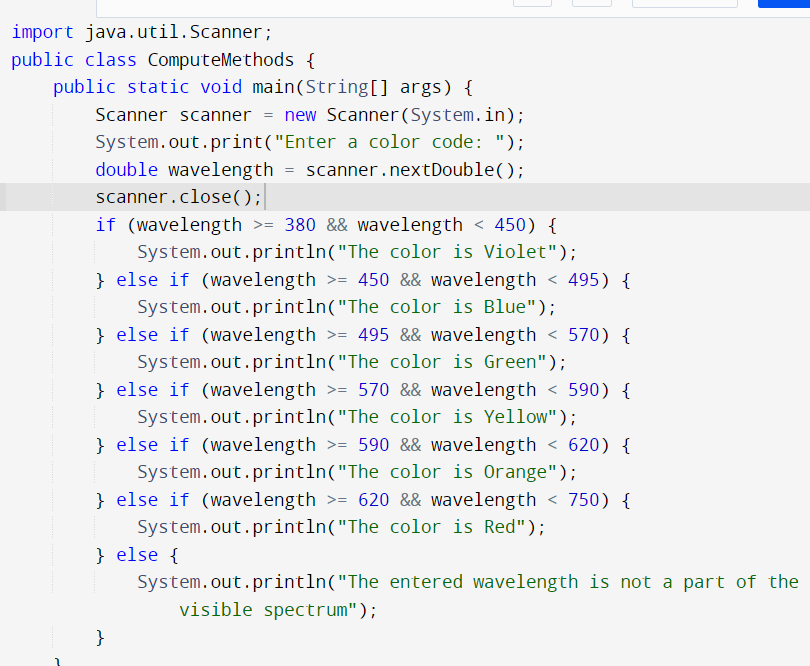 import java.util.Scanner;
public class ComputeMethods {
    public static void main(String[] args) {
        Scanner scanner = new Scanner(System.in);
        System.out.print("Enter a color code: ");
        double wavelength = scanner.nextDouble();
        scanner.close();
        if (wavelength >= 380 && wavelength < 450) {
            System.out.println("The color is Violet");
        } else if (wavelength >= 450 && wavelength < 495) {
            System.out.println("The color is Blue");
        } else if (wavelength >= 495 && wavelength < 570) {
            System.out.println("The color is Green");
        } else if (wavelength >= 570 && wavelength < 590) {
            System.out.println("The color is Yellow");
        } else if (wavelength >= 590 && wavelength < 620) {
            System.out.println("The color is Orange");
        } else if (wavelength >= 620 && wavelength < 750) {
            System.out.println("The color is Red");
        } else {
            System.out.println("The entered wavelength is not a part of the
                visible spectrum");
        }
    }